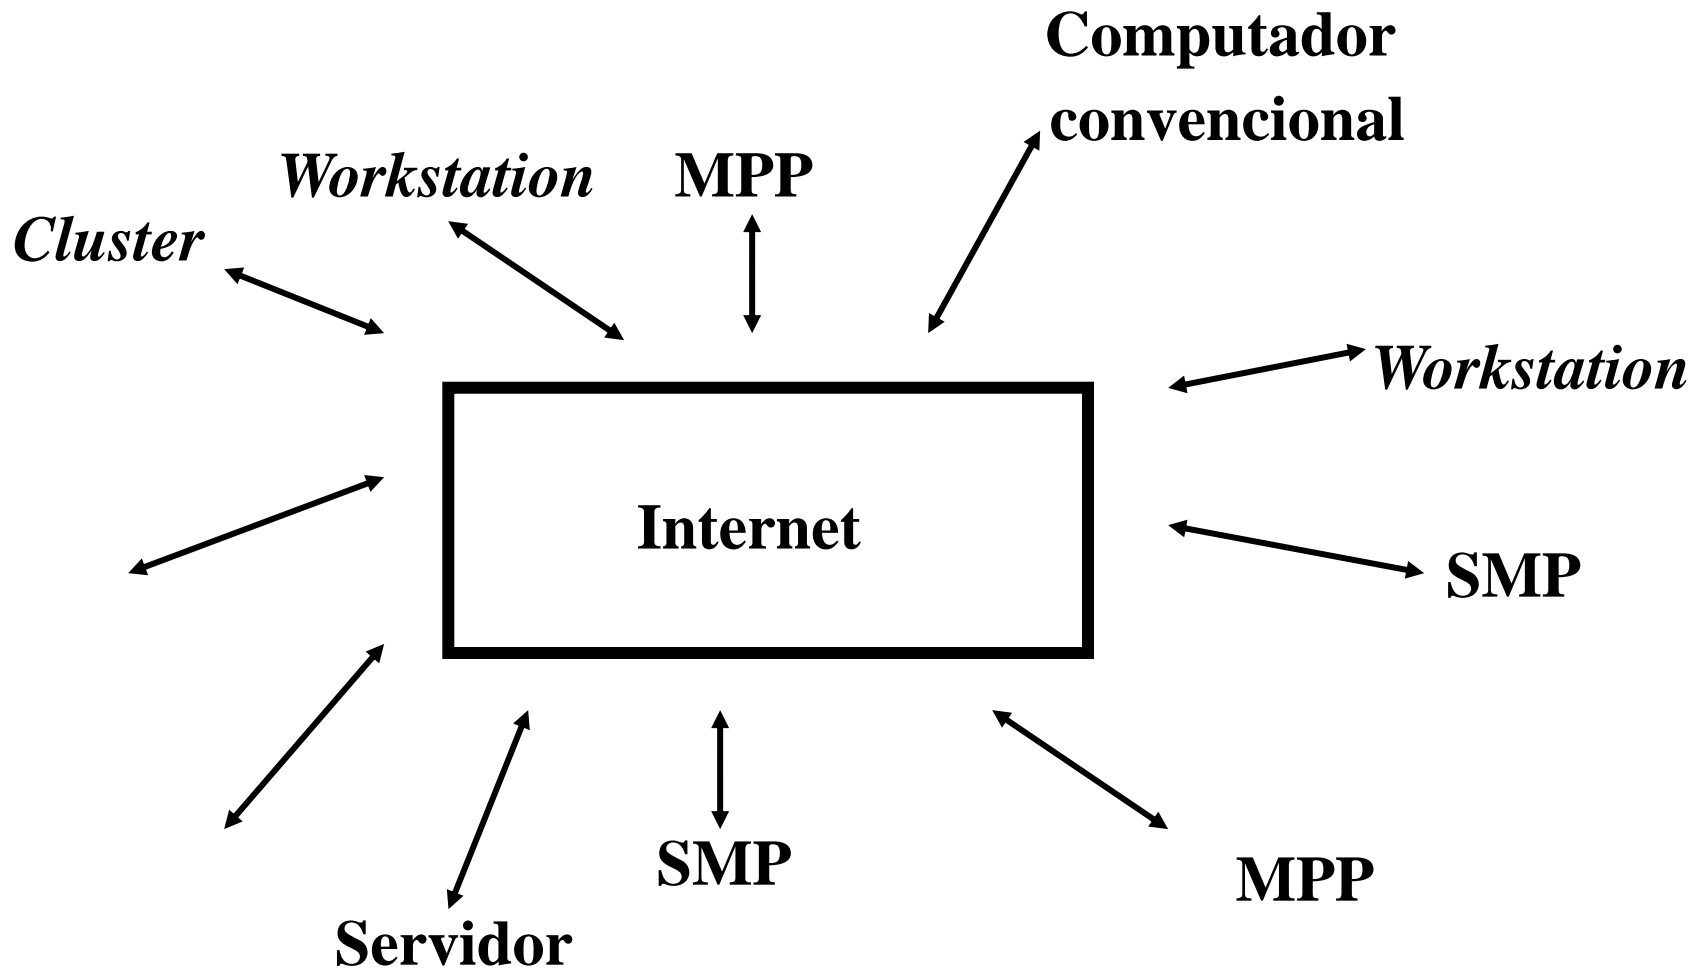 Computador
convencional
Workstation
MPP
Cluster
Workstation
Internet
SMP
SMP
MPP
Servidor